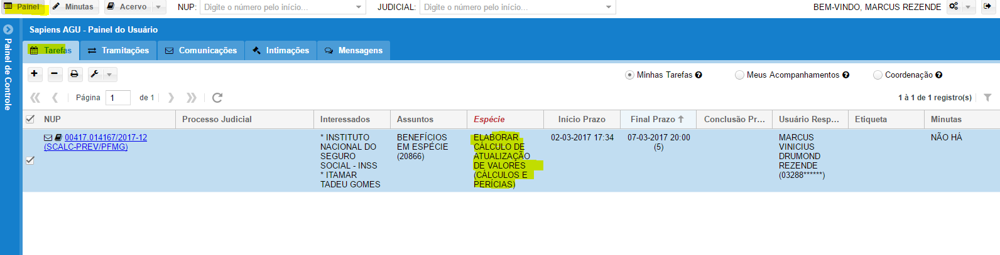 Painel Minutas Acervo NUP: Digite o número pelo início... JUDICIAL: Digite o número pelo início... BEM-VINDO, MARCUS REZENDE
Painel de Controle
Sapiens AGU - Painel do Usuário
Tarefas Tramitações Comunicações Intimações Mensagens
Minhas Tarefas Meus Acompanhamentos Coordenação
Página 1 de 1 1 à 1 de 1 registro(s)
NUP Processo Judicial Interessados Assuntos Espécie Início Prazo Final Prazo Conclusão Pr... Usuário Resp... Etiqueta Minutas
00417.014167/2017-12
(SCALC-PREV/PFMG)
* INSTITUTO
NACIONAL DO
SEGURO
SOCIAL - INSS
* ITAMAR
TADEU GOMES
BENEFÍCIOS
EM ESPÉCIE
(20866)
ELABORAR
CÁLCULO DE
ATUALIZAÇÃO
DE VALORES
(CÁLCULOS E
PERÍCIAS)
02-03-2017 17:34
07-03-2017 20:00
(5)
MARCUS
VINICIUS
DRUMOND
REZENDE
(03288******)
NÃO HÁ